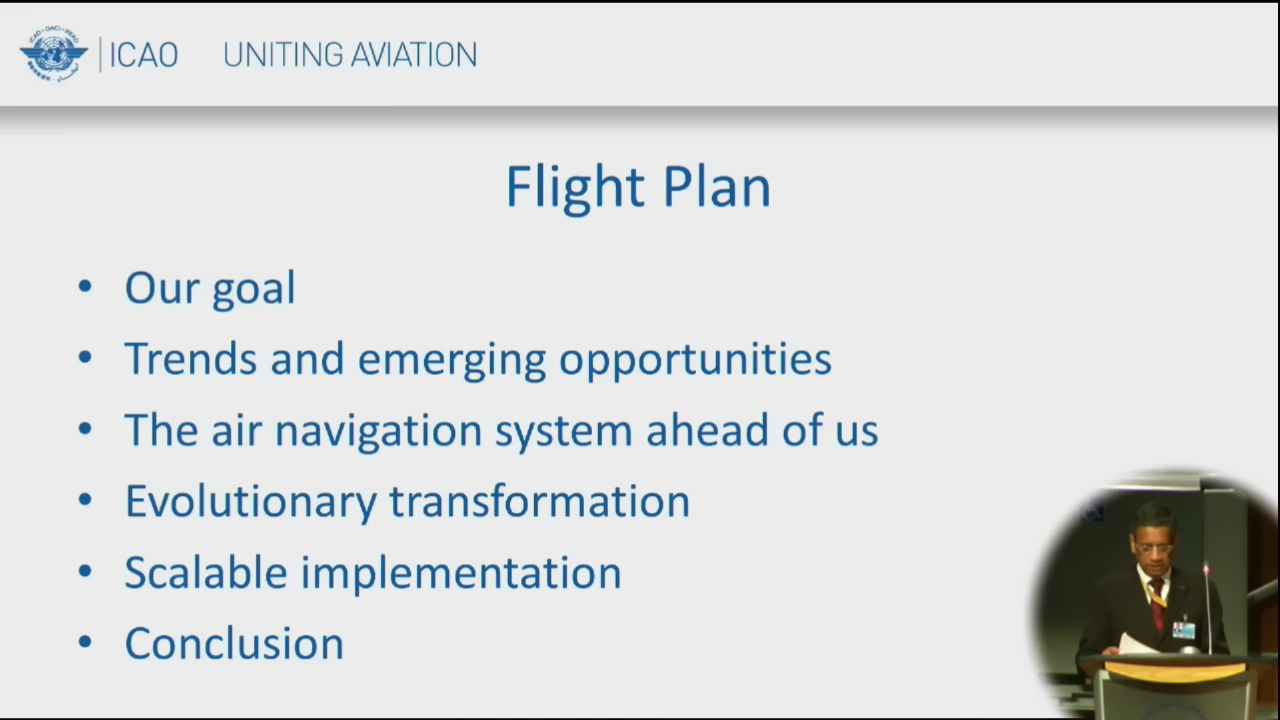 ICAO UNITING AVIATION
Flight Plan
• Our goal
• Trends and emerging opportunities
• The air navigation system ahead of us
• Evolutionary transformation
• Scalable implementation
• Conclusion